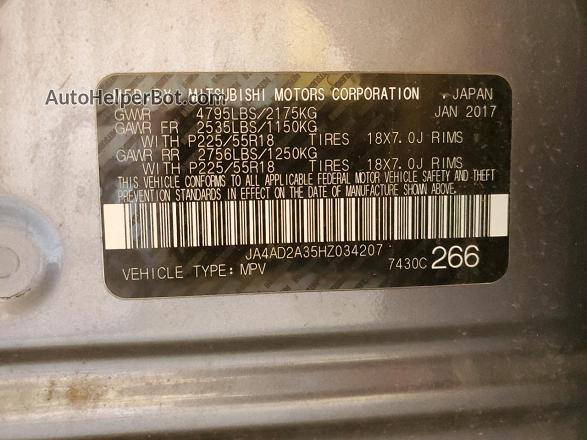 AutoHelperBot.com
MFD BY MITSUBISHI MOTORS CORPORATION JAPAN
GVWR 4795LBS/2175KG JAN 2017
GAWR FR 2535LBS/1150KG
WITH P225/55R18 TIRES 18X7.0J RIMS
GAWR RR 2756LBS/1250KG
WITH P225/55R18 TIRES 18X7.0J RIMS
THIS VEHICLE CONFORMS TO ALL APPLICABLE FEDERAL MOTOR VEHICLE SAFETY AND THEFT
PREVENTION STANDARDS IN EFFECT ON THE DATE OF MANUFACTURE SHOWN ABOVE.
JA4AD2A35HZ034207
VEHICLE TYPE: MPV 7430C 266